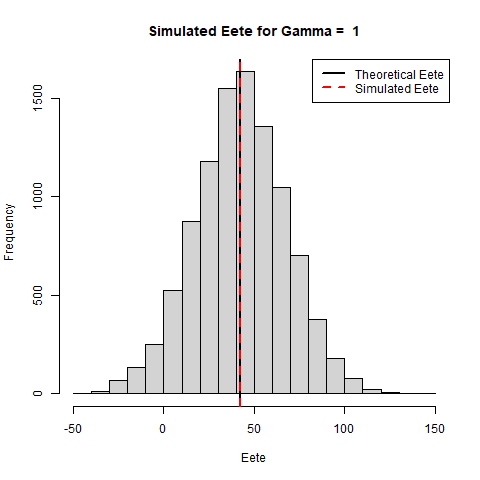 Simulated Eete for Gamma =  1
Theoretical Eete
Simulated Eete
Frequency
1500
1000
500
0
-50 0 50 100 150
Eete